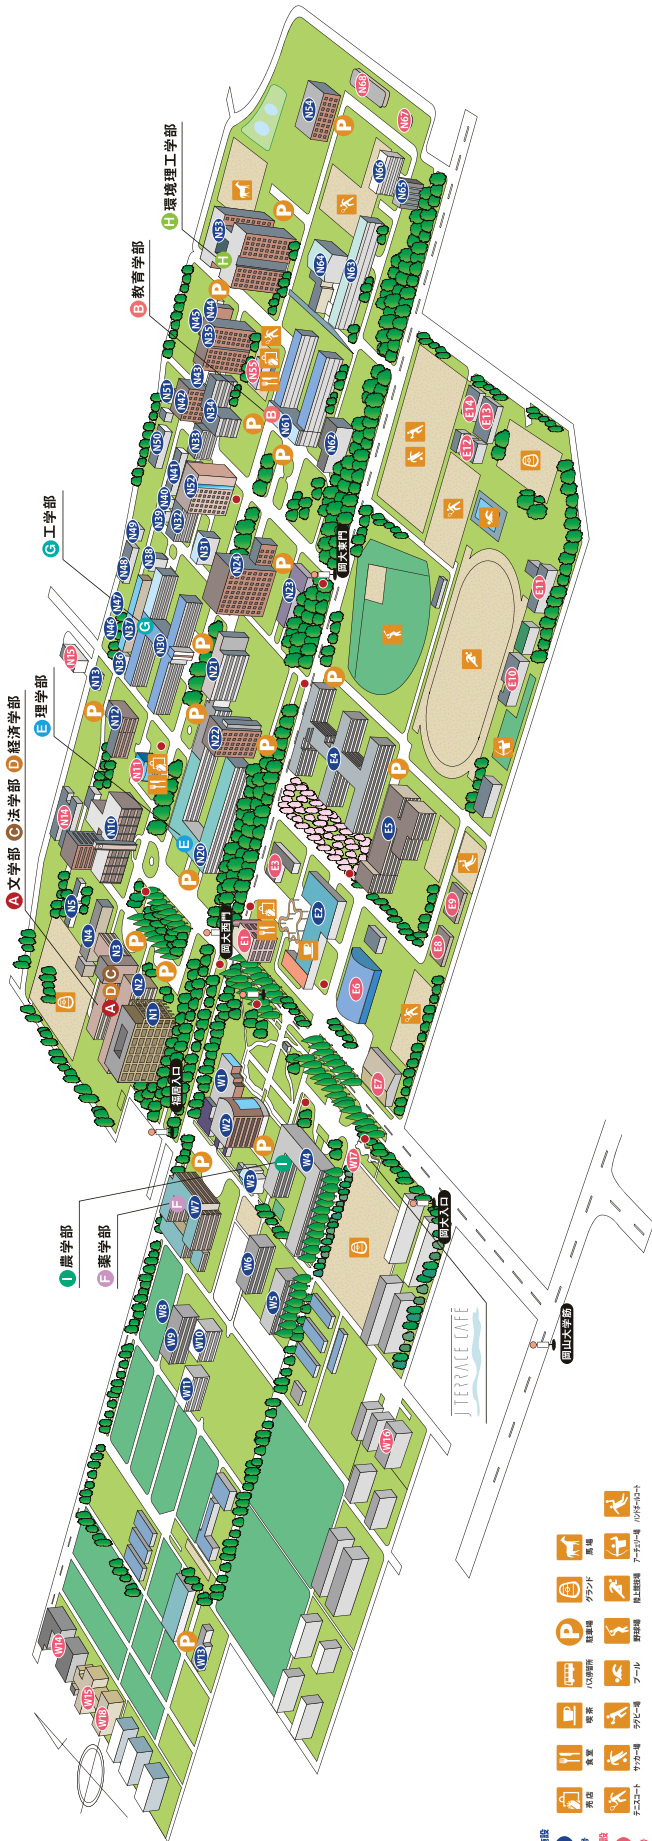 A 文学部 C 法学部 D 経済学部
E 理学部
G 工学部
B 教育学部
H 環境理工学部
I 農学部
F 薬学部
福居入口
岡大西門
岡大東門
岡大入口
岡山大学筋
J TERRACE CAFE
W14
W15
W18
W13
W16
W11
W10
W9
W8
W7
F
W6
W5
W3
I
W4
W2
W1
W17
N1
N2
A
D
C
N3
N4
N5
N10
N14
N11
N12
N13
N15
E
N20
N22
N21
N30
N36
N37
G
N46
N47
N48
N38
N49
N23
N24
N31
N32
N39
N40
N41
N52
N50
N51
N33
N42
N34
N43
N35
N45
N44
N55
B
N61
N62
H
N53
N64
N63
N54
N65
N66
N67
N68
E1
E2
E3
E4
E5
E6
E7
E8
E9
E10
E11
E12
E13
E14
P
売店
食堂
喫茶
バス停留所
駐車場
グランド
馬場
テニスコート
サッカー場
ラグビー場
プール
野球場
陸上競技場
アーチェリー場
ハンドボールコート